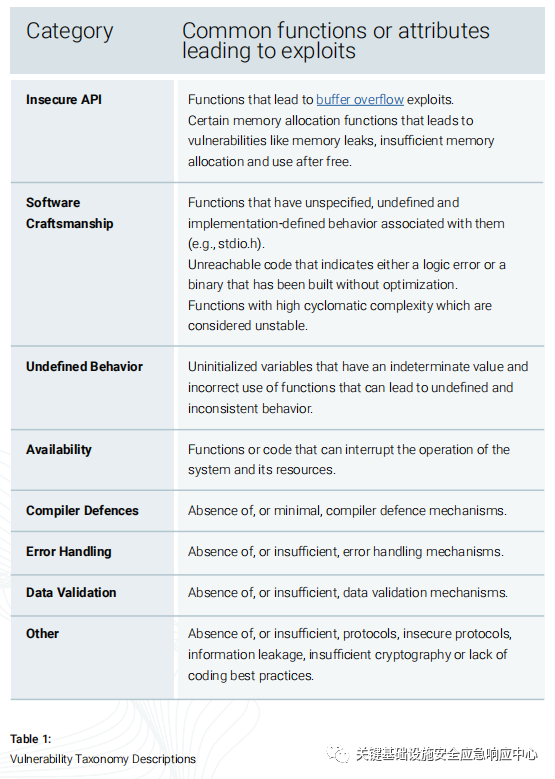 Category
Common functions or attributes
leading to exploits
Insecure API
Functions that lead to buffer overflow exploits.
Certain memory allocation functions that leads to
vulnerabilities like memory leaks, insufficient memory
allocation and use after free.
Software
Craftsmanship
Functions that have unspecified, undefined and
implementation-defined behavior associated with them
(e.g., stdio.h).
Unreachable code that indicates either a logic error or a
binary that has been built without optimization.
Functions with high cyclomatic complexity which are
considered unstable.
Undefined Behavior
Uninitialized variables that have an indeterminate value and
incorrect use of functions that can lead to undefined and
inconsistent behavior.
Availability
Functions or code that can interrupt the operation of the
system and its resources.
Compiler Defences
Absence of, or minimal, compiler defence mechanisms.
Error Handling
Absence of, or insufficient, error handling mechanisms.
Data Validation
Absence of, or insufficient, data validation mechanisms.
Other
Absence of, or insufficient, protocols, insecure protocols,
information leakage, insufficient cryptography or lack of
coding best practices.
Table 1:
Vulnerability Taxonomy Descriptions
关键基础设施安全应急响应中心